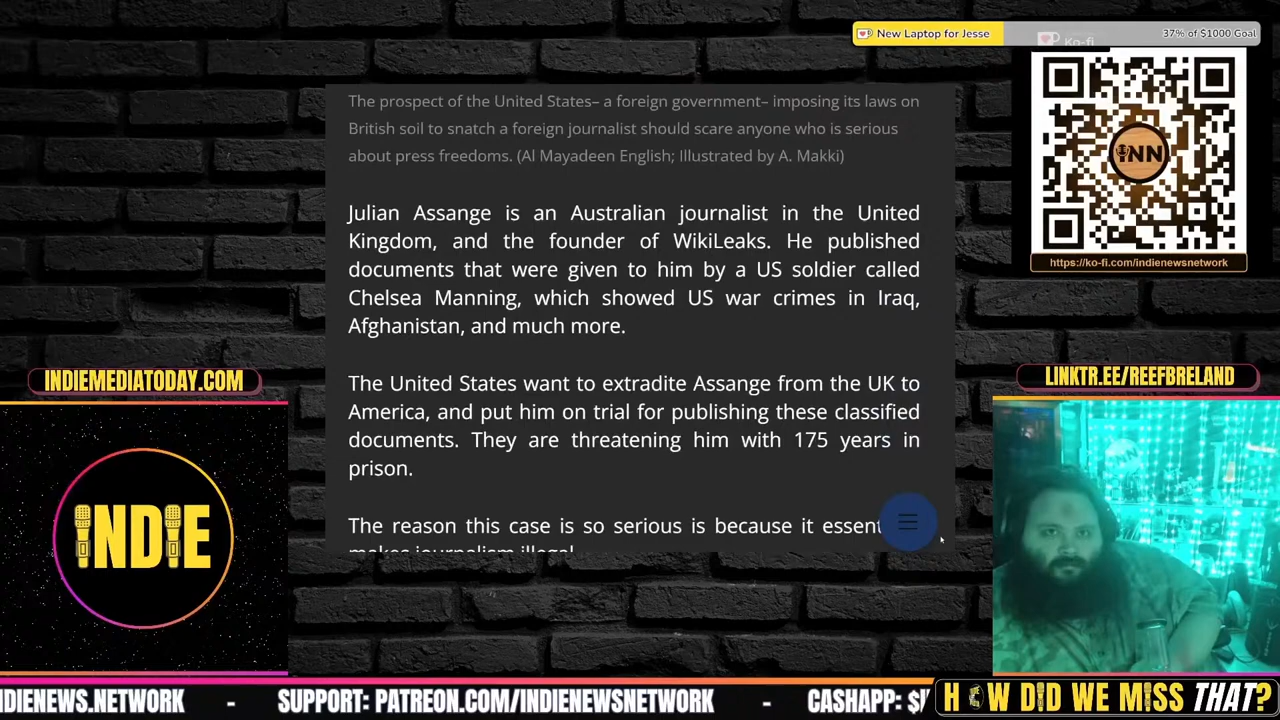 New Laptop for Jesse
37% of $1000 Goal
Ko-fi
The prospect of the United States– a foreign government– imposing its laws on
British soil to snatch a foreign journalist should scare anyone who is serious
about press freedoms. (Al Mayadeen English; Illustrated by A. Makki)
Julian Assange is an Australian journalist in the United
Kingdom, and the founder of WikiLeaks. He published
documents that were given to him by a US soldier called
Chelsea Manning, which showed US war crimes in Iraq,
Afghanistan, and much more.
The United States want to extradite Assange from the UK to
America, and put him on trial for publishing these classified
documents. They are threatening him with 175 years in
prison.
The reason this case is so serious is because it essent
makes journalism illegal
INN
https://ko-fi.com/indienewsnetwork
INDIEMEDIATODAY.COM
INDIE
LINKTR.EE/REEFBRELAND
NDIENEWS.NETWORK - SUPPORT: PATREON.COM/INDIENEWSNETWORK - CASHAPP: $
HOW DID WE MISS THAT?